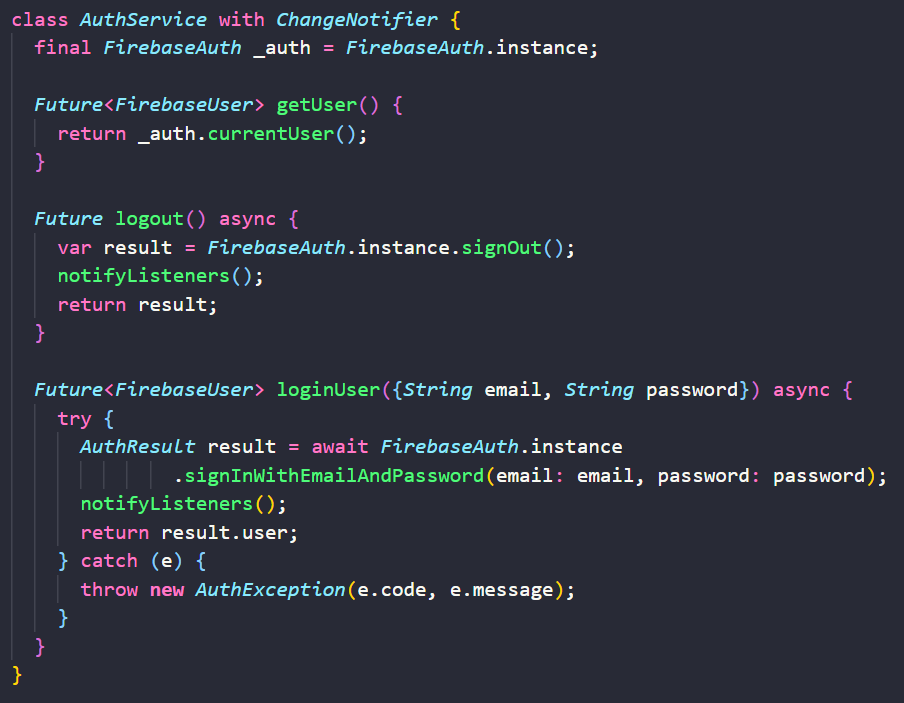 class AuthService with ChangeNotifier {
final FirebaseAuth _auth = FirebaseAuth.instance;
Future<FirebaseUser> getUser() {
return _auth.currentUser();
}
Future logout() async {
var result = FirebaseAuth.instance.signOut();
notifyListeners();
return result;
}
Future<FirebaseUser> loginUser({String email, String password}) async {
try {
AuthResult result = await FirebaseAuth.instance
.signInWithEmailAndPassword(email: email, password: password);
notifyListeners();
return result.user;
} catch (e) {
throw new AuthException(e.code, e.message);
}
}
}